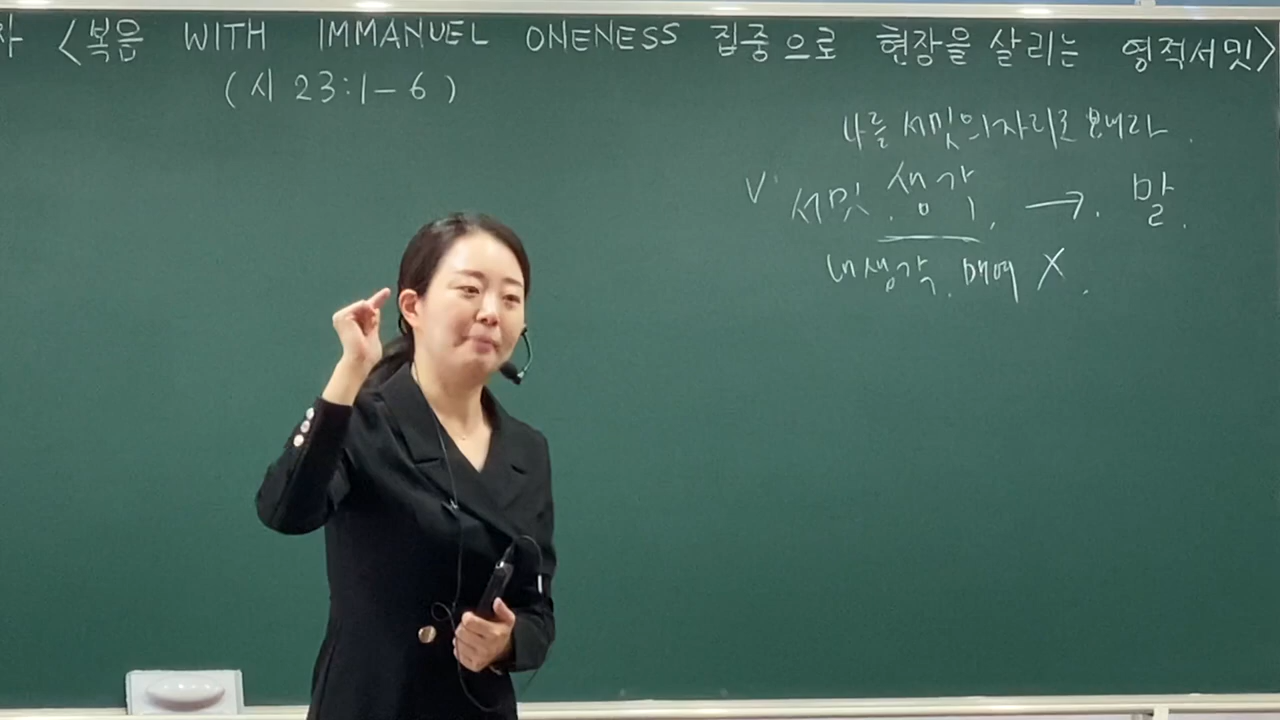 자 <복음 WITH IMMANUEL ONENESS 집중으로 현장을 살리는 영적서밋>
(시 23:1-6)
나를 서밋의자리로 보내라.
V 서밋 생각. → 말.
내생각. 매여 X.